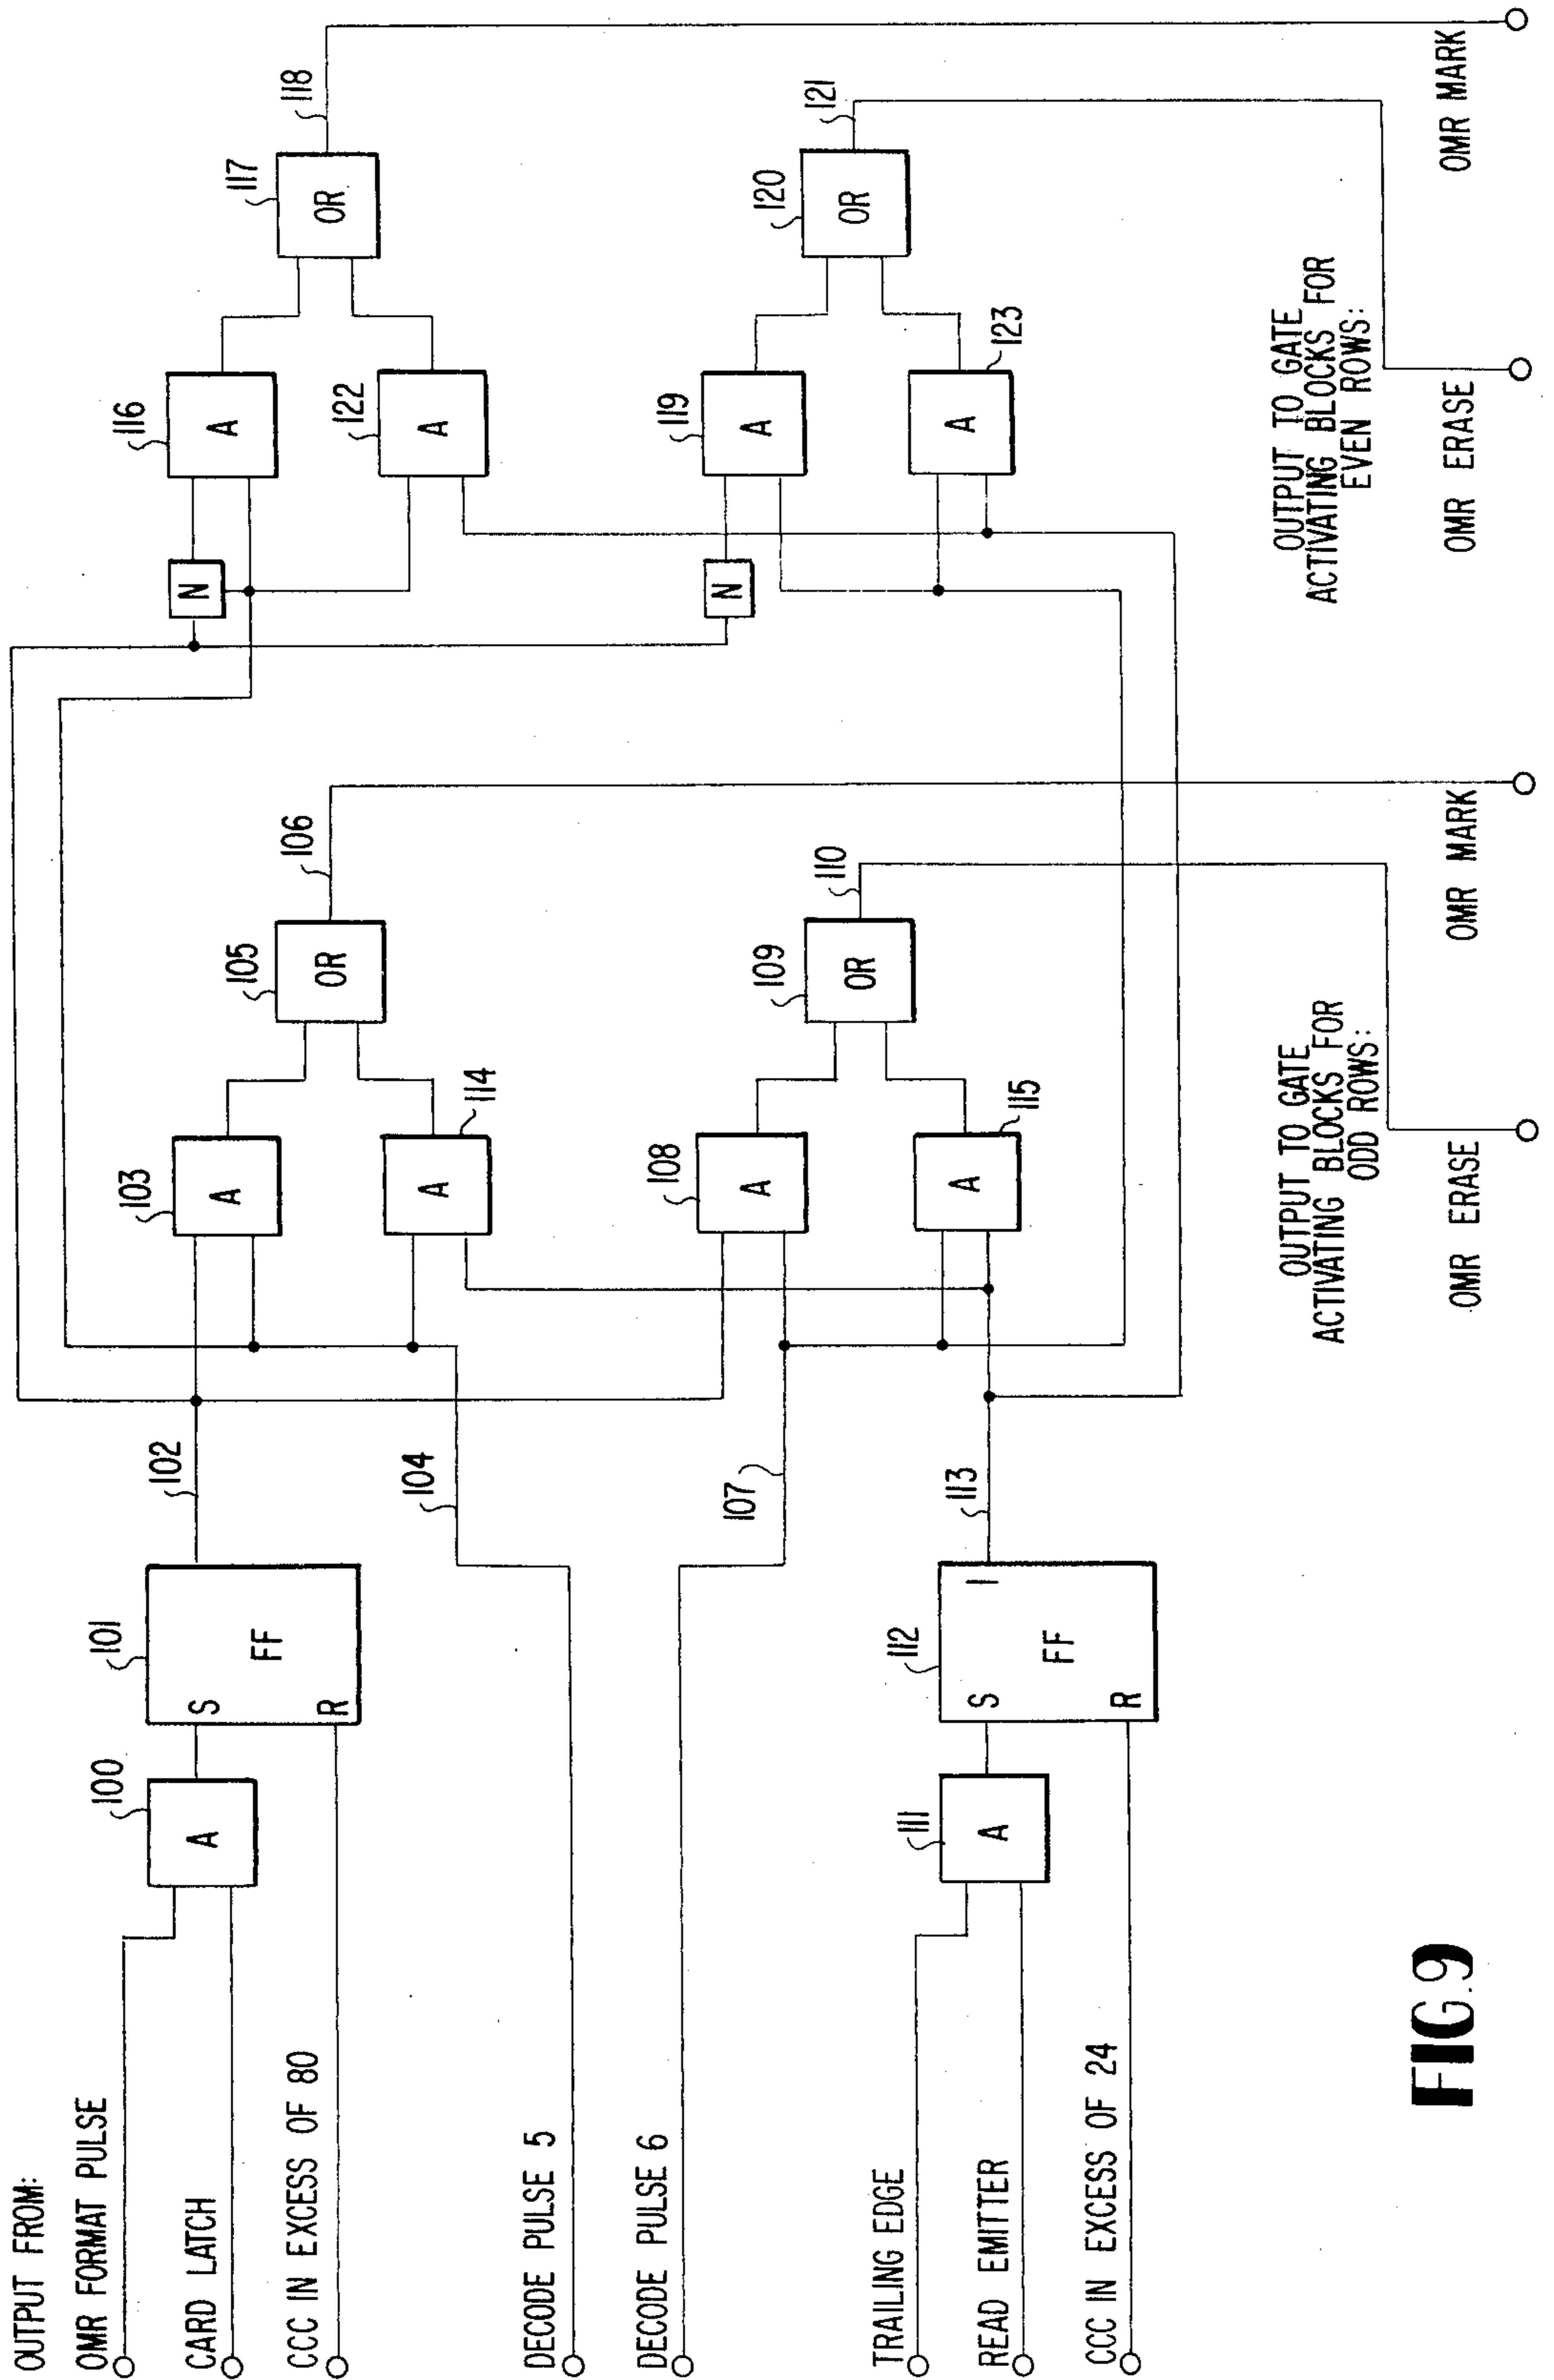 OUTPUT FROM:
OMR FORMAT PULSE
CARD LATCH
CCC IN EXCESS OF 80
DECODE PULSE 5
DECODE PULSE 6
TRAILING EDGE
READ EMITTER
CCC IN EXCESS OF 24
100
A
101
S
FF
R
102
104
107
111
A
112
S
I
FF
R
113
103
A
114
A
105
OR
106
108
A
115
A
109
OR
110
N
116
A
122
A
117
OR
118
N
119
A
123
A
120
OR
121
OUTPUT TO GATE
ACTIVATING BLOCKS FOR
ODD ROWS:
OMR ERASE
OMR MARK
OUTPUT TO GATE
ACTIVATING BLOCKS FOR
EVEN ROWS:
OMR ERASE
OMR MARK
FIG.9